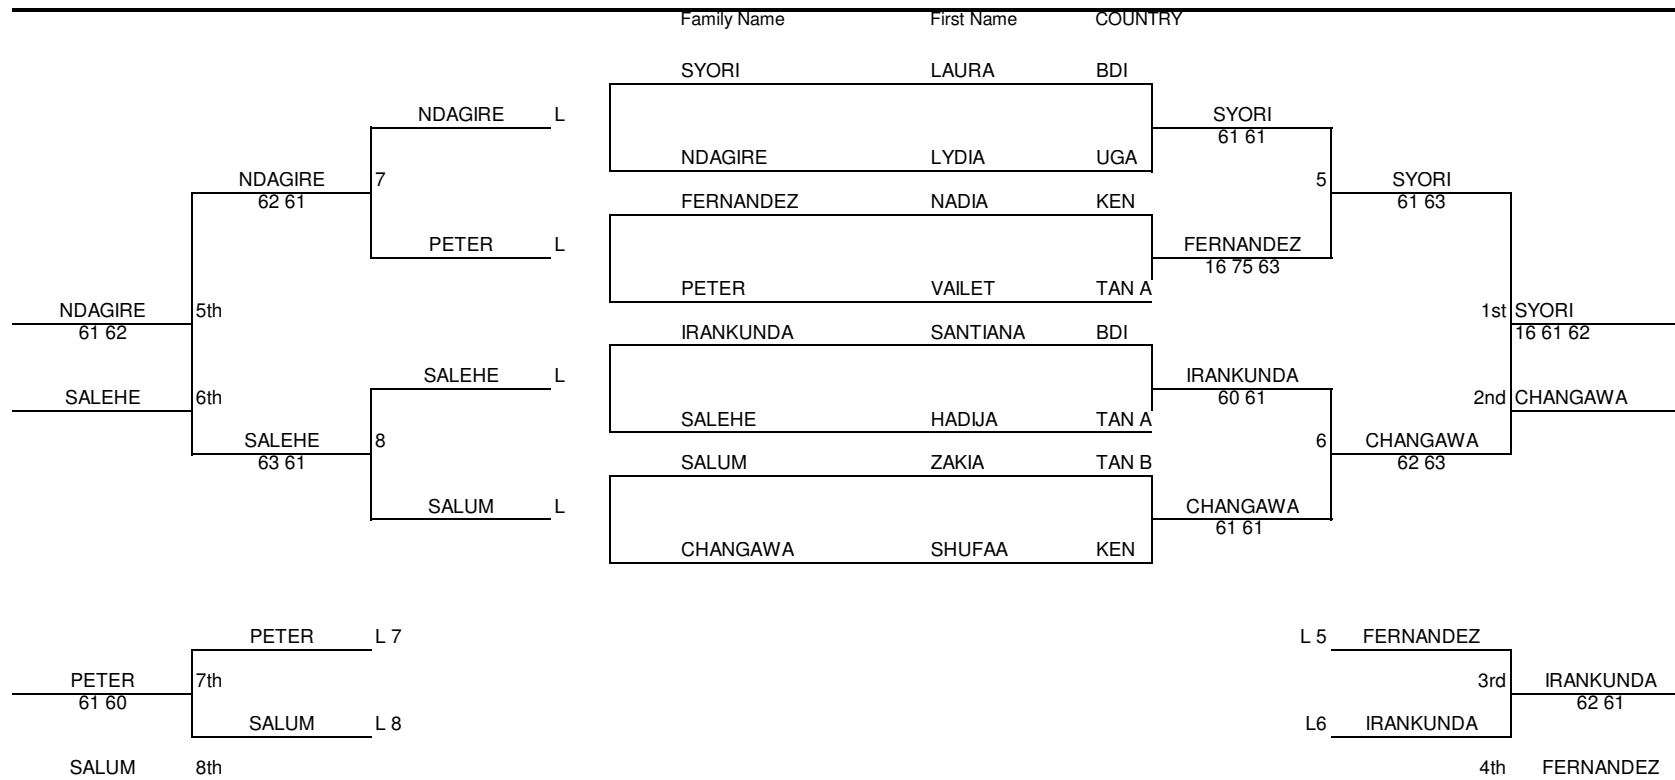 Family Name First Name COUNTRY
SYORI LAURA BDI
NDAGIRE L SYORI
61 61
NDAGIRE LYDIA UGA
NDAGIRE 7 5 SYORI
62 61 FERNANDEZ NADIA KEN 61 63
PETER L FERNANDEZ
16 75 63
PETER VAILET TAN A
NDAGIRE 5th 1st SYORI
61 62 IRANKUNDA SANTIANA BDI 16 61 62
SALEHE L IRANKUNDA
60 61
SALEHE 6th 2nd CHANGAWA
SALEHE HADIJA TAN A
SALEHE 8 6 CHANGAWA
63 61 SALUM ZAKIA TAN B 62 63
SALUM L CHANGAWA
61 61
CHANGAWA SHUFAA KEN
PETER L 7 L 5 FERNANDEZ
PETER 7th 3rd IRANKUNDA
61 60 62 61
SALUM L 8 L6 IRANKUNDA
SALUM 8th 4th FERNANDEZ